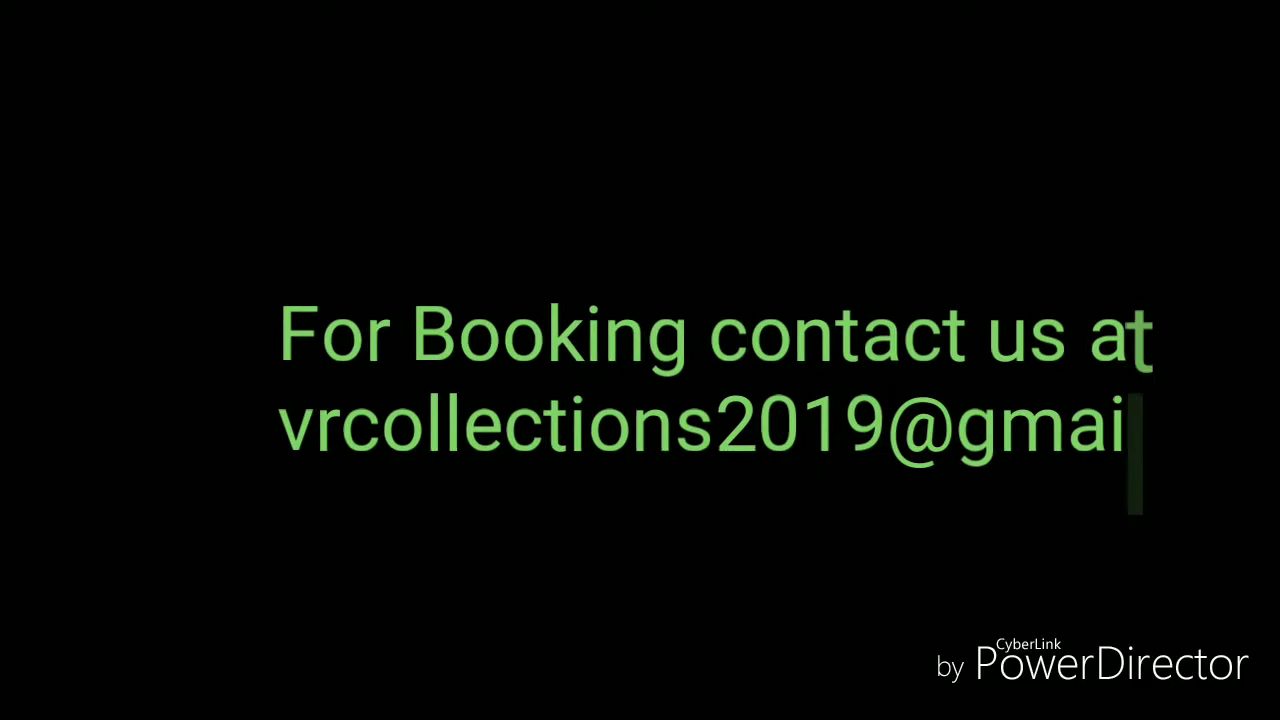 For Booking contact us at
vrcollections2019@gmai
CyberLink
by PowerDirector